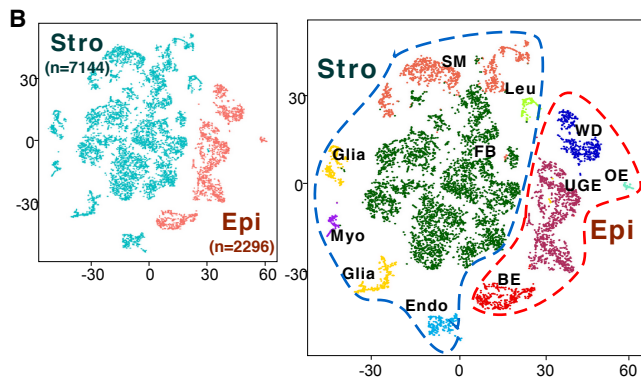 B
Stro
(n=7144)
Epi
(n=2296)
30
0
-30
-30
0
30
60
Stro
SM
Leu
Glia
FB
WD
OE
UGE
Epi
Myo
Glia
BE
Endo
30
0
-30
-30
0
30
60